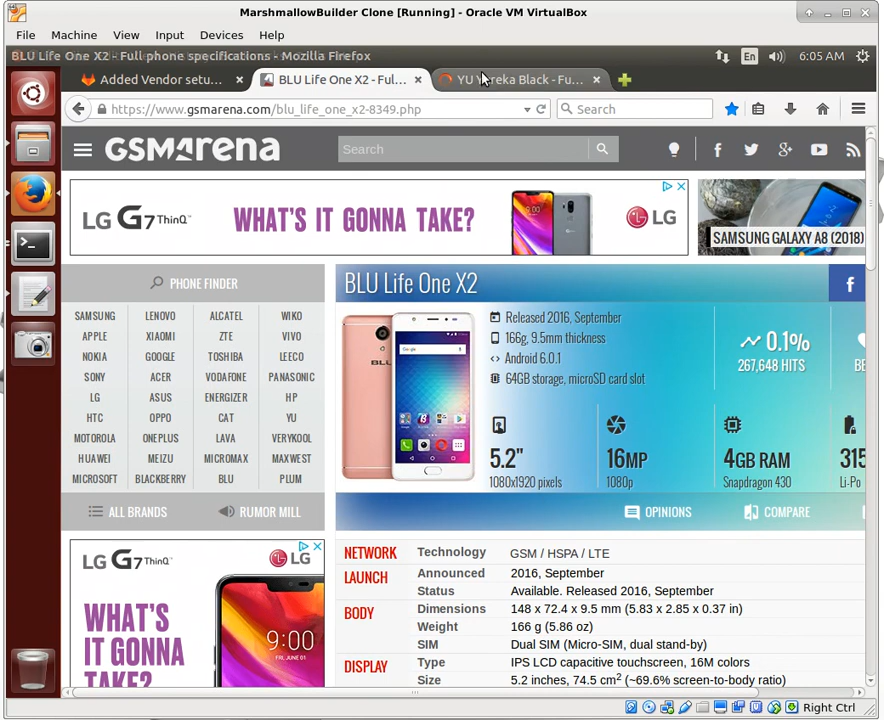 MarshmallowBuilder Clone [Running] - Oracle VM VirtualBox
File Machine View Input Devices Help
BLU Life One X2 - Full phone specifications - Mozilla Firefox
En 6:05 AM
Added Vendor setu...
BLU Life One X2 - Ful...
YU Yureka Black - Fu...
https://www.gsmarena.com/blu_life_one_x2-8349.php
Search
GSMArena
Search
LG G7 ThinQ
WHAT'S IT GONNA TAKE?
LG
9:00
SAMSUNG GALAXY A8 (2018)
PHONE FINDER
SAMSUNG LENOVO ALCATEL WIKO
APPLE XIAOMI ZTE VIVO
NOKIA GOOGLE TOSHIBA LEECO
SONY ACER VODAFONE PANASONIC
LG ASUS ENERGIZER HP
HTC OPPO CAT YU
MOTOROLA ONEPLUS LAVA VERYKOOL
HUAWEI MEIZU MICROMAX MAXWEST
MICROSOFT BLACKBERRY BLU PLUM
ALL BRANDS
RUMOR MILL
LG G7 ThinQ
LG
WHAT'S
IT GONNA
TAKE?
9:00
FRI, JUNE 01
BLU Life One X2
BLU
Released 2016, September
166g, 9.5mm thickness
Android 6.0.1
64GB storage, microSD card slot
0.1%
267,648 HITS
BE
5.2"
1080x1920 pixels
16MP
1080p
4GB RAM
Snapdragon 430
315
Li-Po
OPINIONS
COMPARE
NETWORK Technology GSM / HSPA / LTE
LAUNCH Announced 2016, September
Status Available. Released 2016, September
BODY Dimensions 148 x 72.4 x 9.5 mm (5.83 x 2.85 x 0.37 in)
Weight 166 g (5.86 oz)
SIM Dual SIM (Micro-SIM, dual stand-by)
DISPLAY Type IPS LCD capacitive touchscreen, 16M colors
Size 5.2 inches, 74.5 cm2 (~69.6% screen-to-body ratio)
Right Ctrl